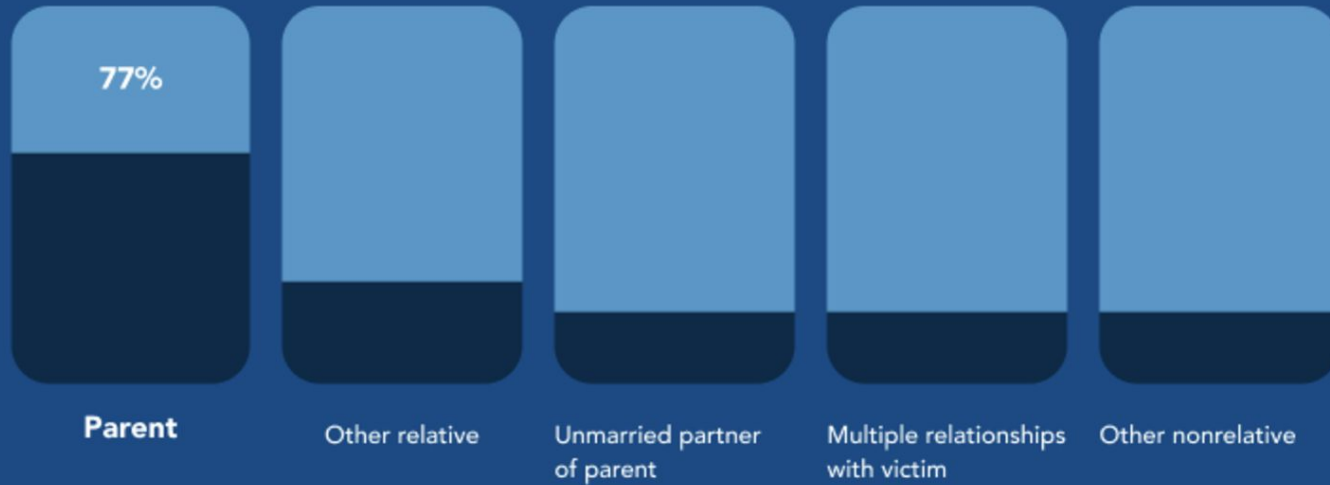 77%
Parent
Other relative
Unmarried partner
of parent
Multiple relationships
with victim
Other nonrelative